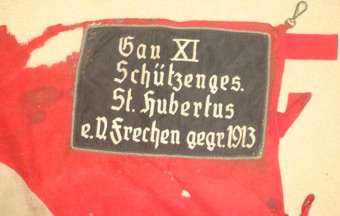 Gau XI
Schützenges.
St. Hubertus
e.V. Frechen gegr. 1913